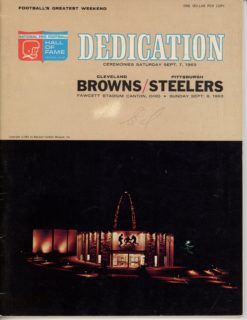 FOOTBALL'S GREATEST WEEKEND
ONE DOLLAR PER COPY
NATIONAL PRO FOOTBALL
HALL OF FAME
DEDICATION
CEREMONIES SATURDAY SEPT. 7, 1963
CLEVELAND PITTSBURGH
BROWNS/STEELERS
FAWCETT STADIUM CANTON, OHIO • SUNDAY SEPT. 8, 1963